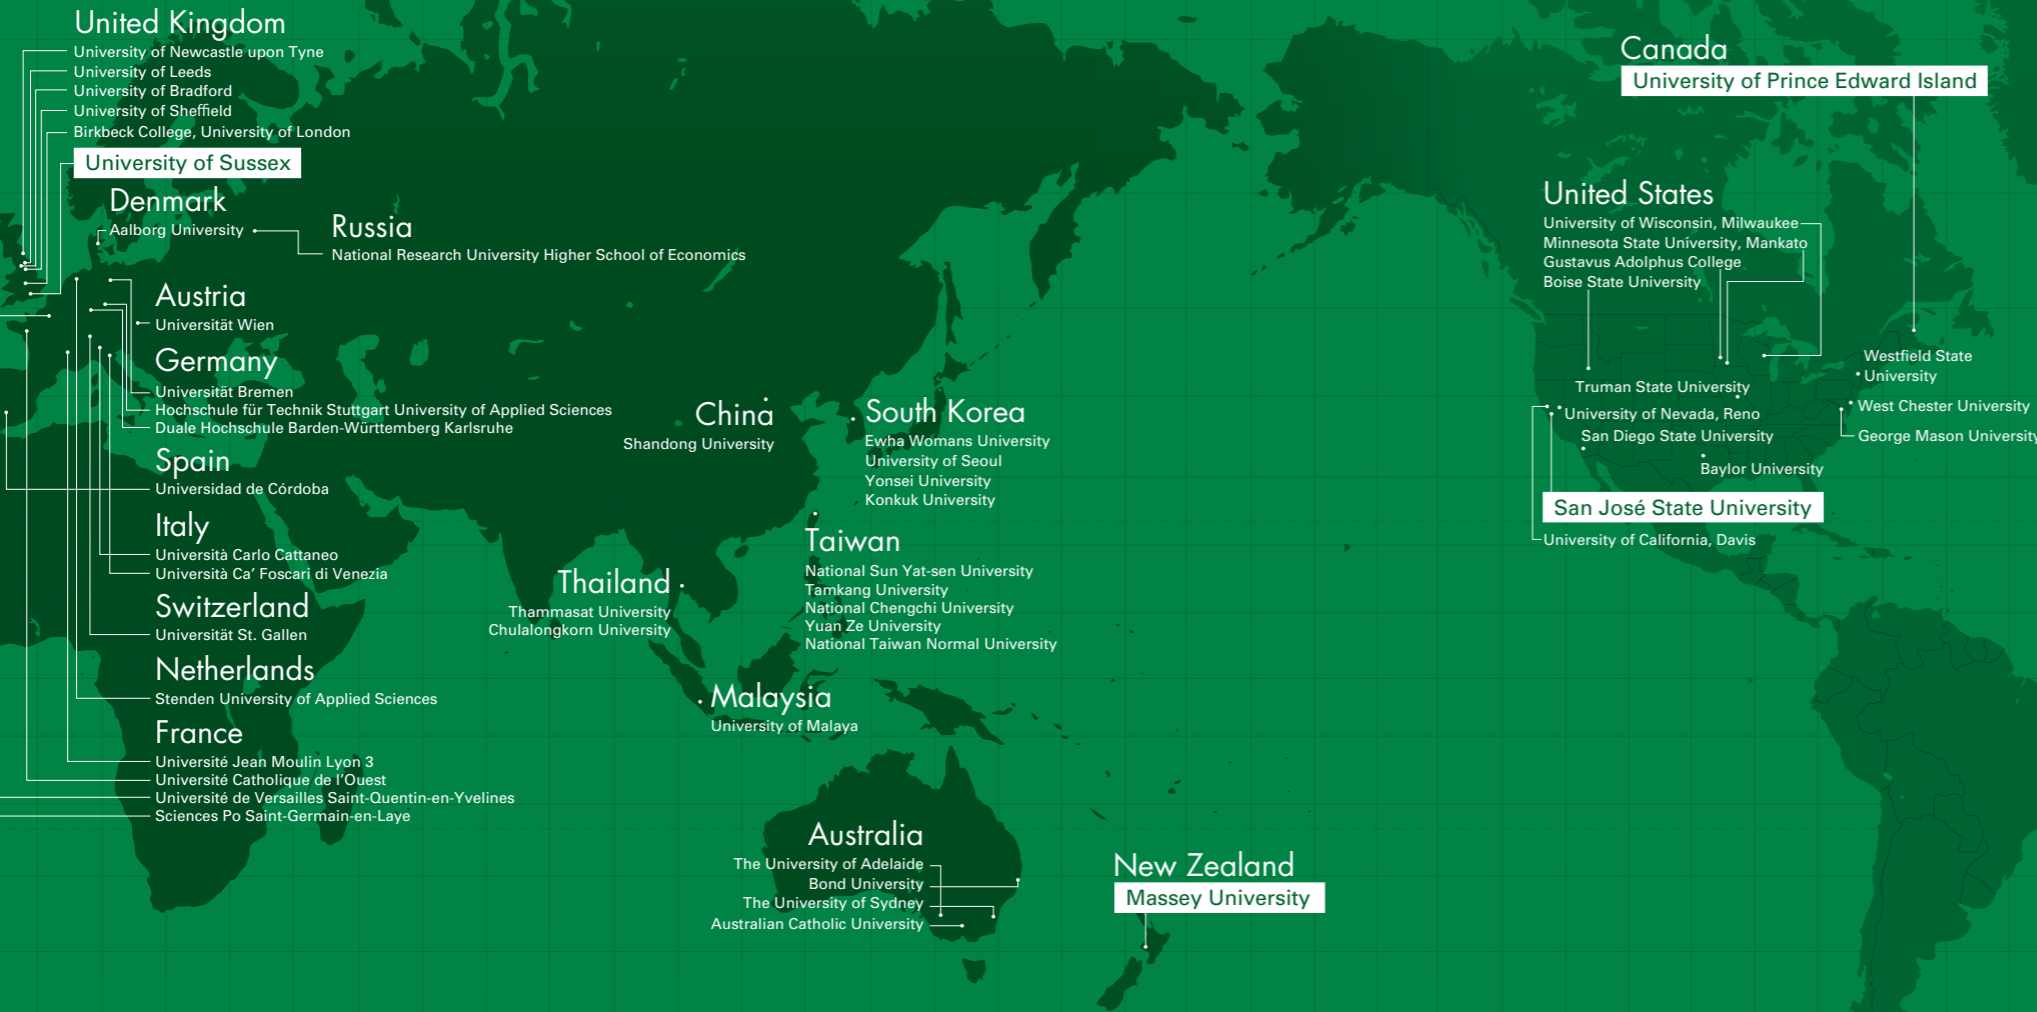 United Kingdom
University of Newcastle upon Tyne
University of Leeds
University of Bradford
University of Sheffield
Birkbeck College, University of London
University of Sussex
Denmark
Aalborg University
Russia
National Research University Higher School of Economics
Austria
Universität Wien
Germany
Universität Bremen
Hochschule für Technik Stuttgart University of Applied Sciences
Duale Hochschule Barden-Württemberg Karlsruhe
Spain
Universidad de Córdoba
Italy
Università Carlo Cattaneo
Università Ca' Foscari di Venezia
Switzerland
Universität St. Gallen
Netherlands
Stenden University of Applied Sciences
France
Université Jean Moulin Lyon 3
Université Catholique de l'Ouest
Université de Versailles Saint-Quentin-en-Yvelines
Sciences Po Saint-Germain-en-Laye
China
Shandong University
South Korea
Ewha Womans University
University of Seoul
Yonsei University
Konkuk University
Taiwan
National Sun Yat-sen University
Tamkang University
National Chengchi University
Yuan Ze University
National Taiwan Normal University
Thailand
Thammasat University
Chulalongkorn University
Malaysia
University of Malaya
Australia
The University of Adelaide
Bond University
The University of Sydney
Australian Catholic University
New Zealand
Massey University
Canada
University of Prince Edward Island
United States
University of Wisconsin, Milwaukee
Minnesota State University, Mankato
Gustavus Adolphus College
Boise State University
Westfield State
University
Truman State University
West Chester University
University of Nevada, Reno
San Diego State University
George Mason University
Baylor University
San José State University
University of California, Davis